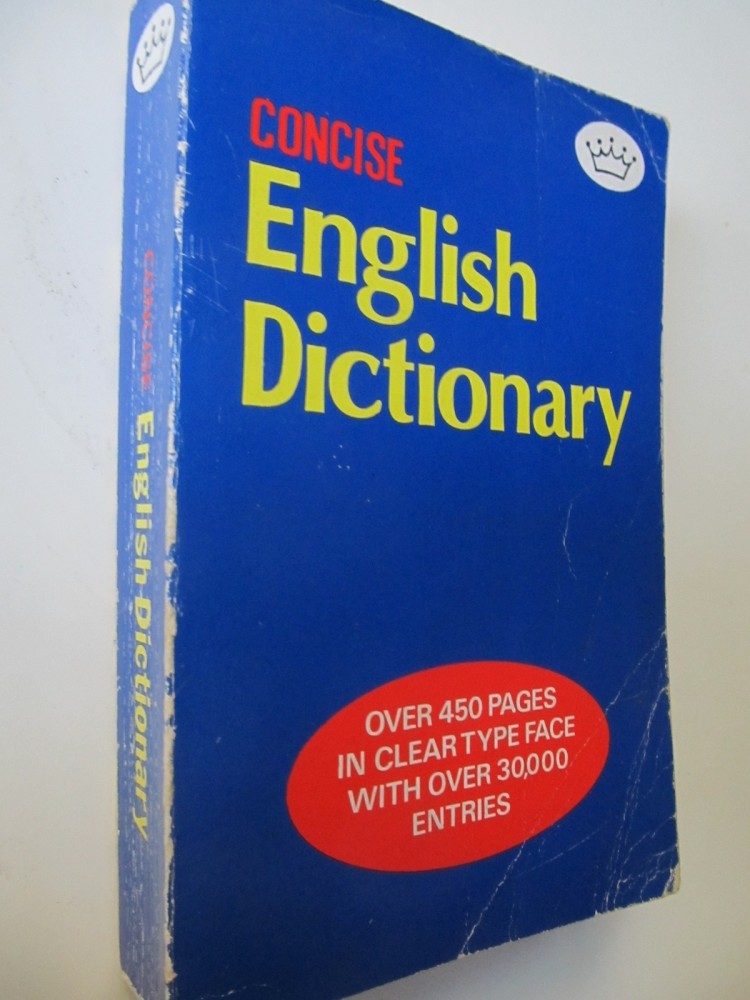 CONCISE
English
Dictionary
OVER 450 PAGES
IN CLEAR TYPE FACE
WITH OVER 30,000
ENTRIES
CONCISE English Dictionary